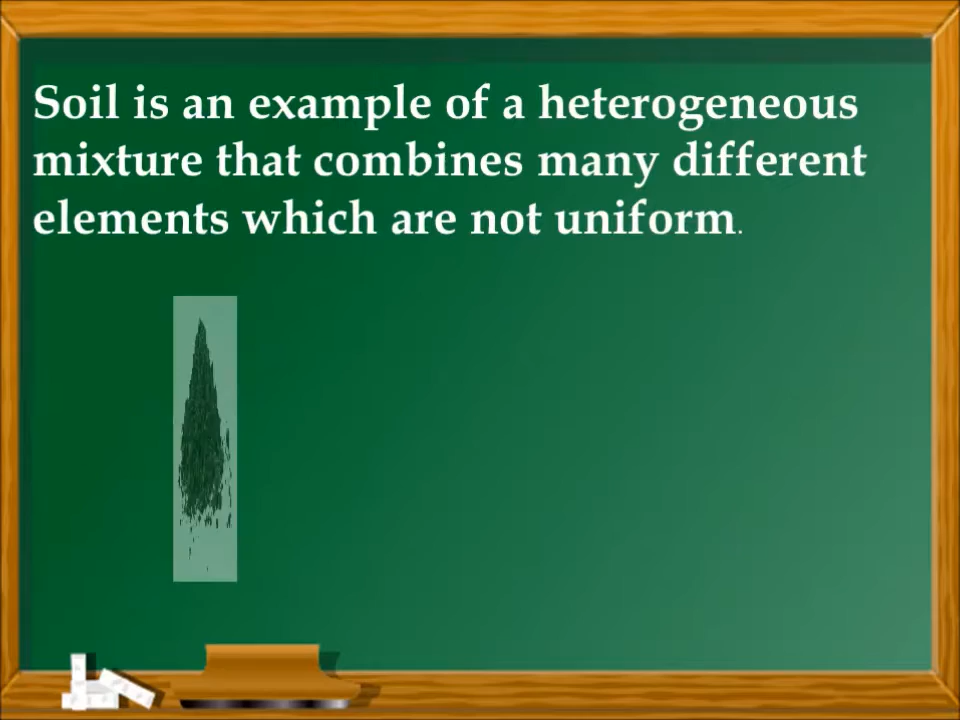 Soil is an example of a heterogeneous
mixture that combines many different
elements which are not uniform.